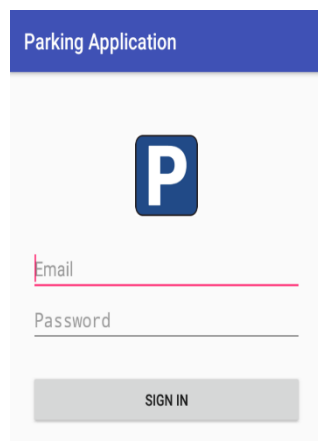 Parking Application
P
Email
Password
SIGN IN